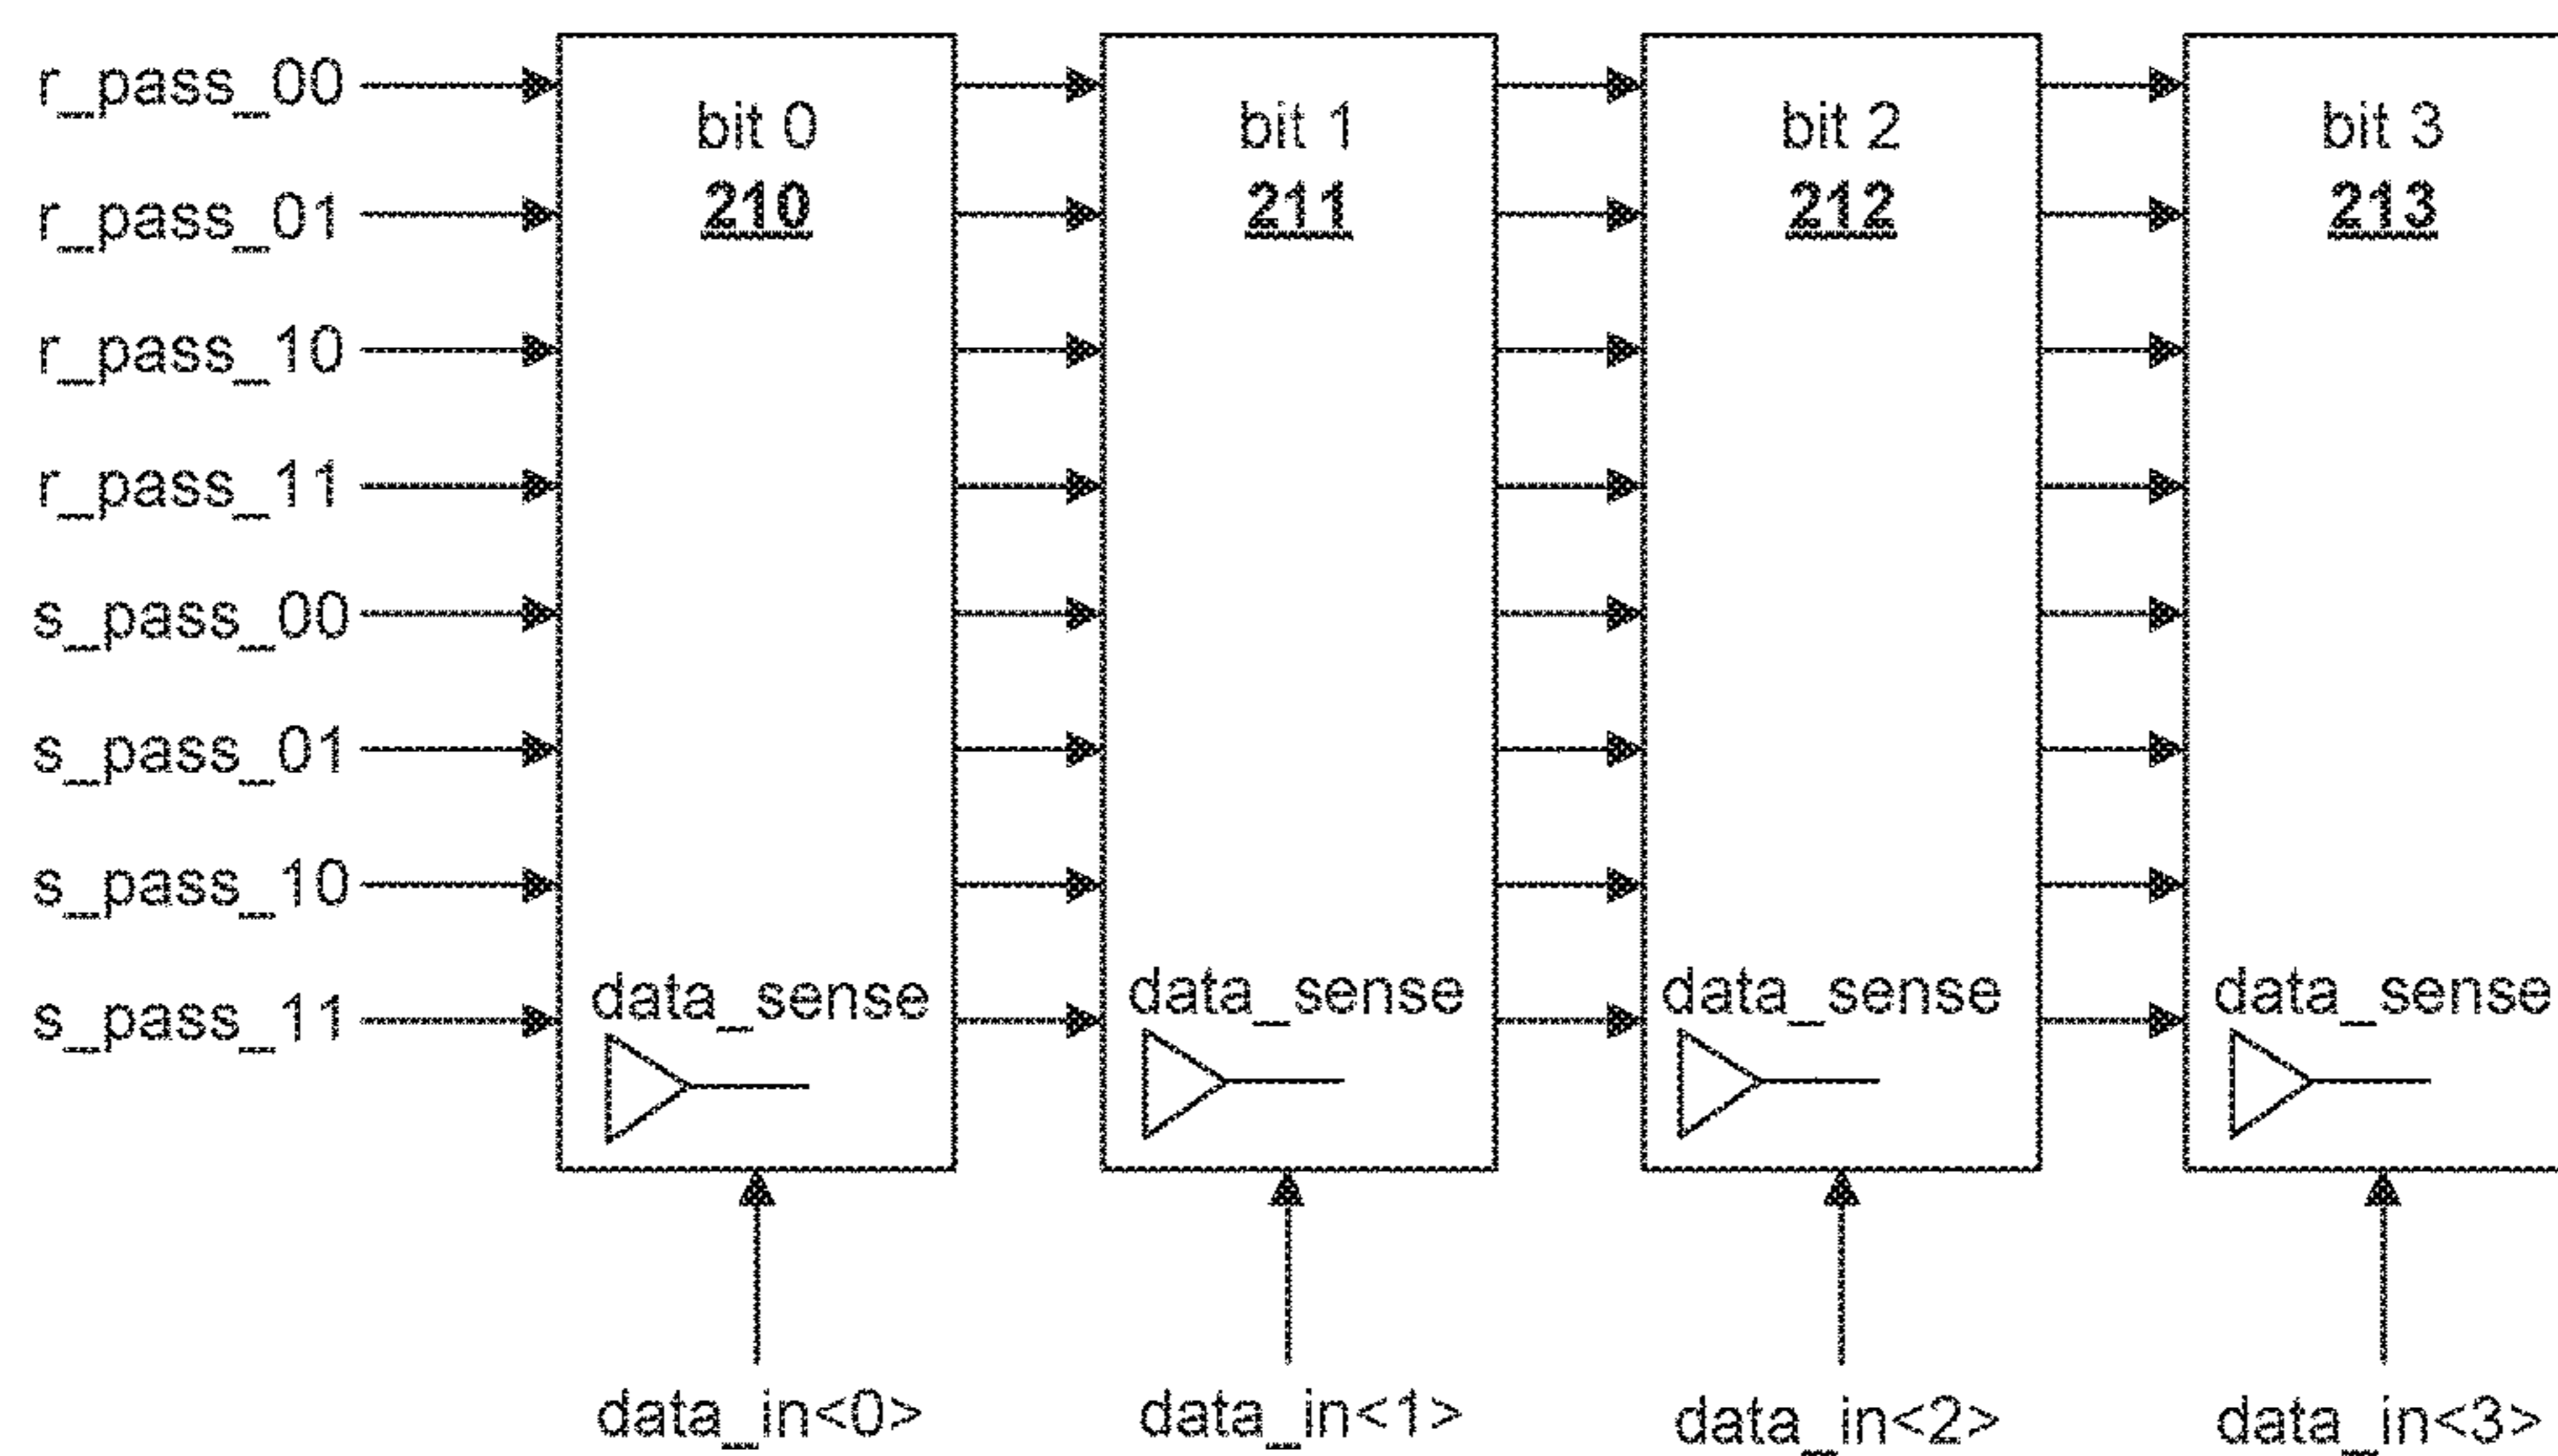 r_pass_00
r_pass_01
r_pass_10
r_pass_11
s_pass_00
s_pass_01
s_pass_10
s_pass_11
bit 0
210
data_sense
data_in<0>
bit 1
211
data_sense
data_in<1>
bit 2
212
data_sense
data_in<2>
bit 3
213
data_sense
data_in<3>